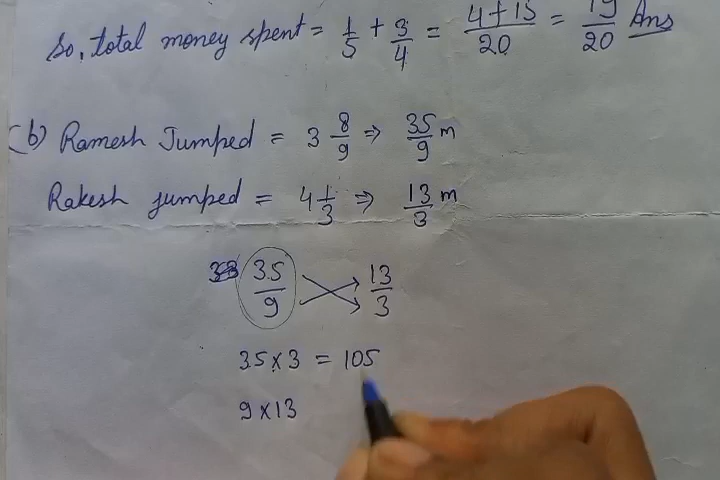 So, total money spent = 1/5 + 3/4 = 4+15/20 = 19/20 Ans
(b) Ramesh Jumped = 3 8/9 ⇒ 35/9 m
Rakesh jumped = 4 1/3 ⇒ 13/3 m
35/9 13/3
35 × 3 = 105
9 × 13